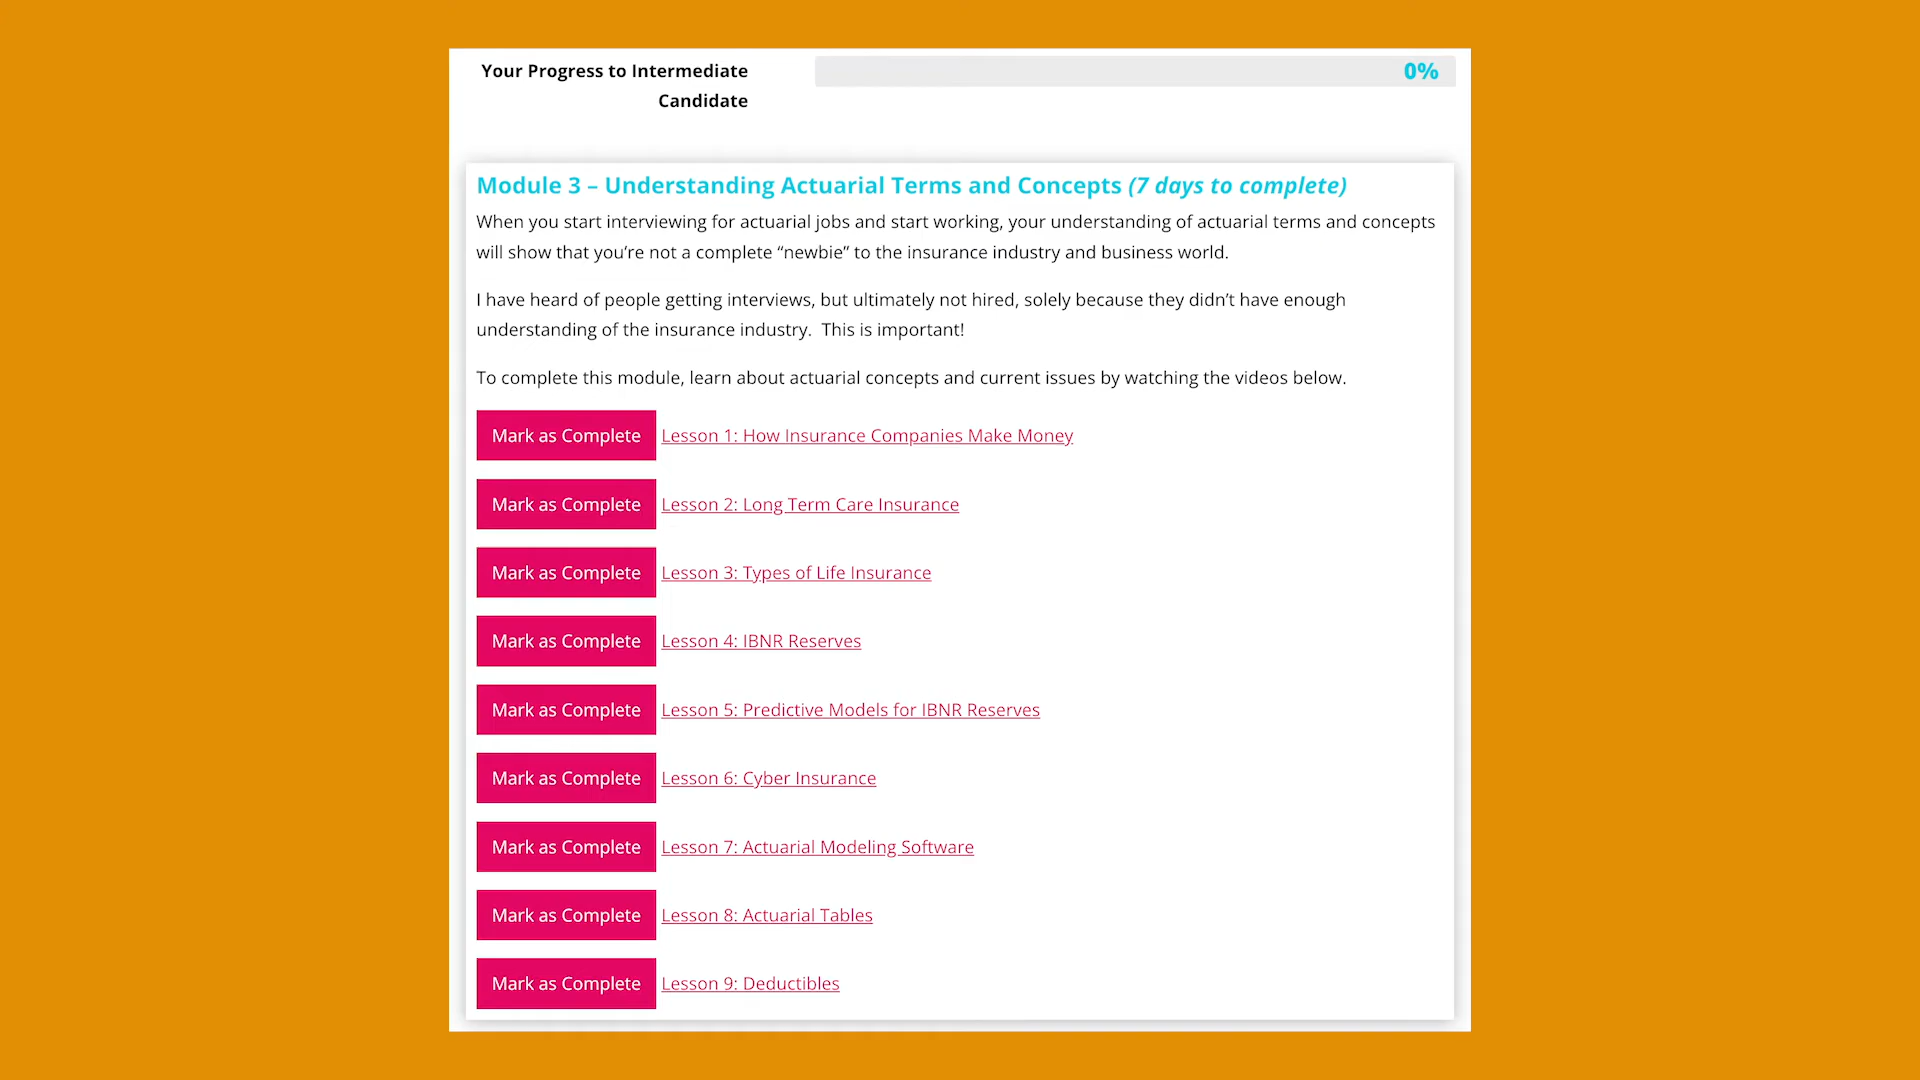 Your Progress to Intermediate
Candidate
0%
Module 3 – Understanding Actuarial Terms and Concepts (7 days to complete)
When you start interviewing for actuarial jobs and start working, your understanding of actuarial terms and concepts
will show that you’re not a complete “newbie” to the insurance industry and business world.
I have heard of people getting interviews, but ultimately not hired, solely because they didn’t have enough
understanding of the insurance industry.  This is important!
To complete this module, learn about actuarial concepts and current issues by watching the videos below.
Mark as Complete Lesson 1: How Insurance Companies Make Money
Mark as Complete Lesson 2: Long Term Care Insurance
Mark as Complete Lesson 3: Types of Life Insurance
Mark as Complete Lesson 4: IBNR Reserves
Mark as Complete Lesson 5: Predictive Models for IBNR Reserves
Mark as Complete Lesson 6: Cyber Insurance
Mark as Complete Lesson 7: Actuarial Modeling Software
Mark as Complete Lesson 8: Actuarial Tables
Mark as Complete Lesson 9: Deductibles